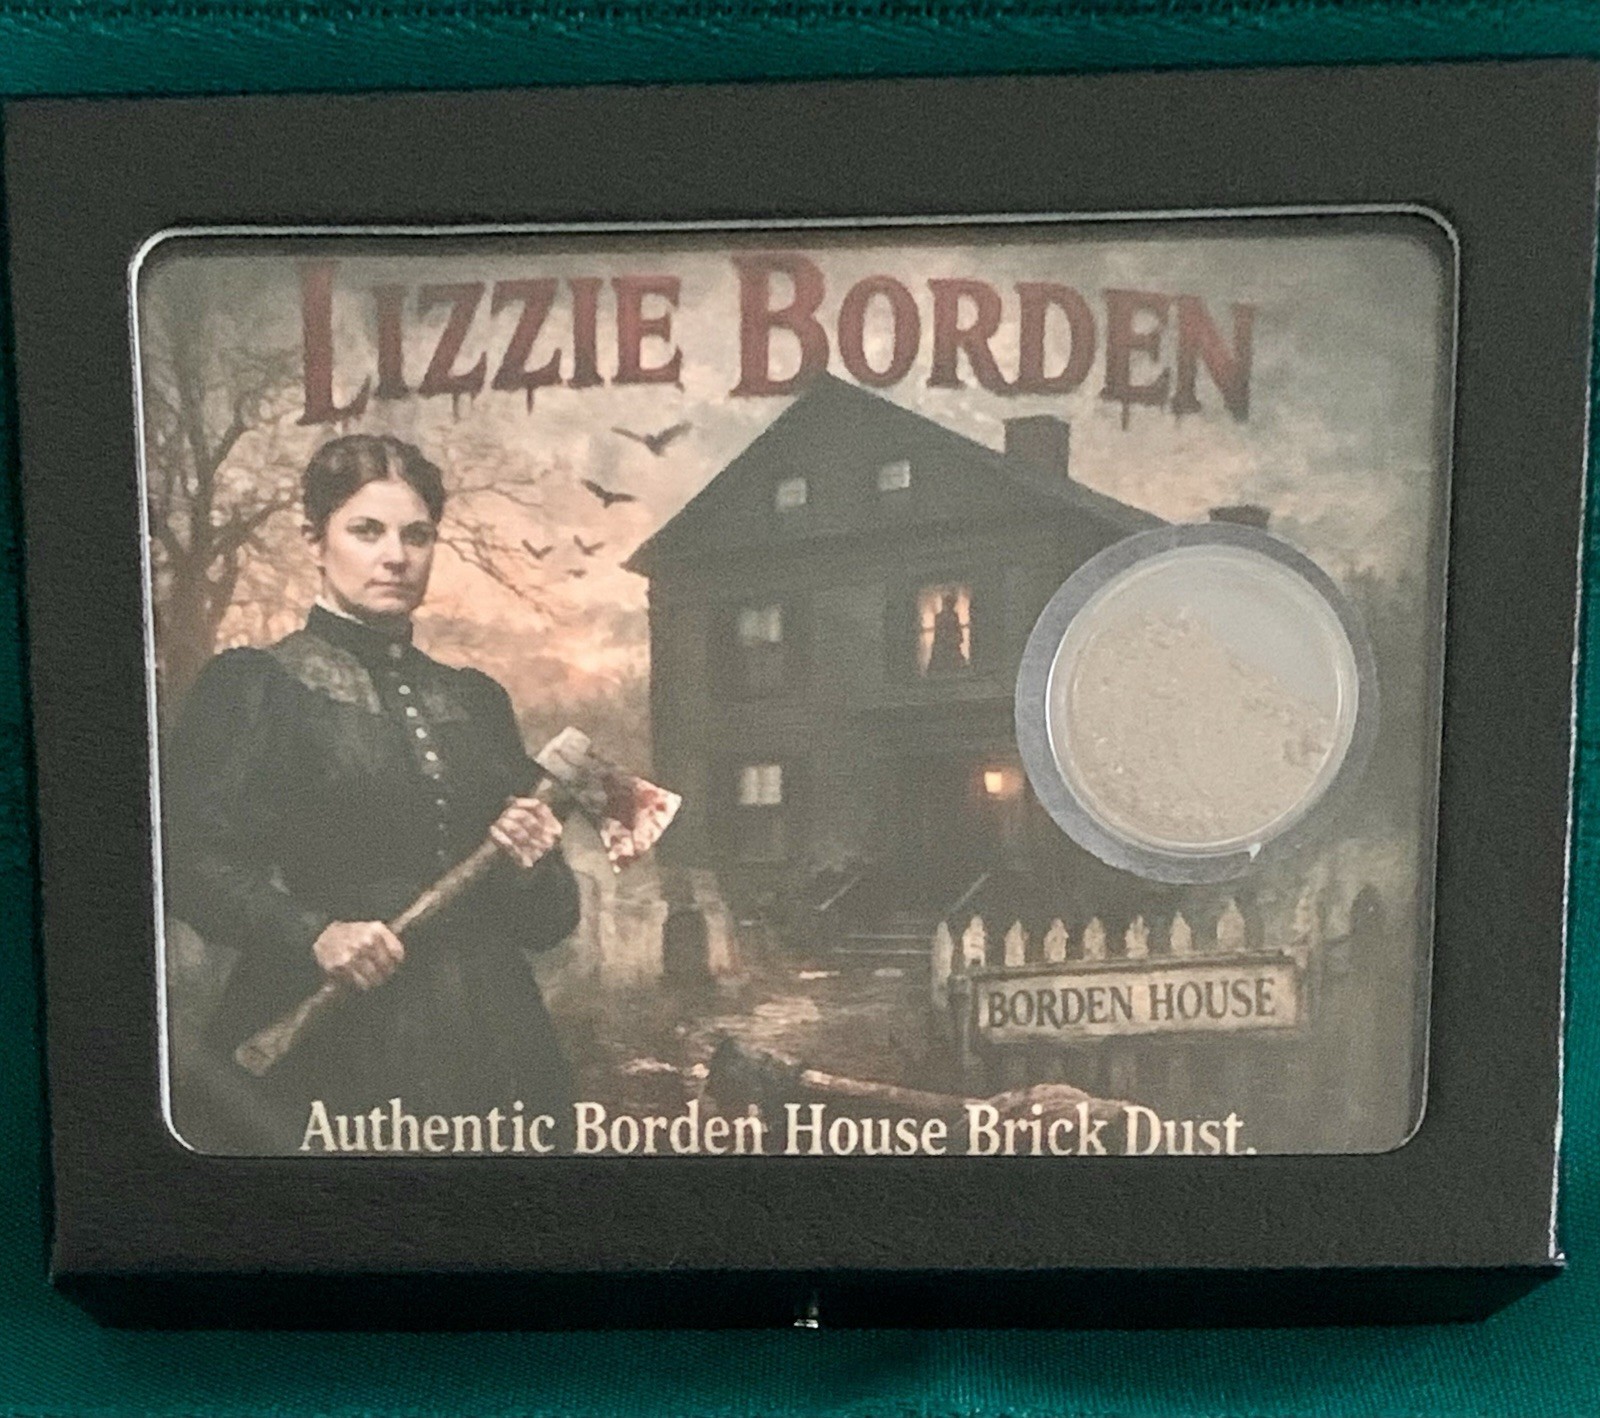 LIZZIE BORDEN
BORDEN HOUSE
Authentic Borden House Brick Dust.